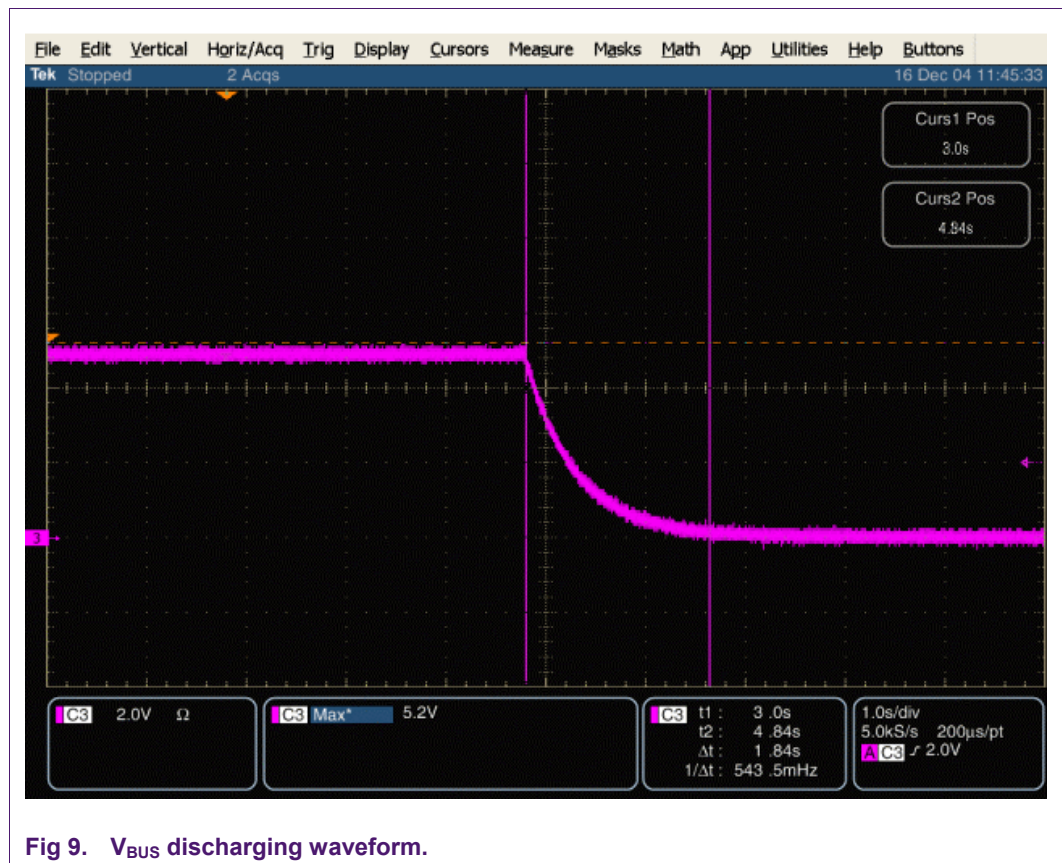 File Edit Vertical Horiz/Acq Trig Display Cursors Measure Masks Math App Utilities Help Buttons
Tek Stopped 2 Acqs 16 Dec 04 11:45:33
Curs1 Pos
3.0s
Curs2 Pos
4.84s
3
C3 2.0V Ω
C3 Max* 5.2V
C3 t1 : 3 .0s
t2 : 4 .84s
Δt : 1 .84s
1/Δt : 543 .5mHz
1.0s/div
5.0kS/s 200μs/pt
A C3 2.0V
Fig 9. VBUS discharging waveform.